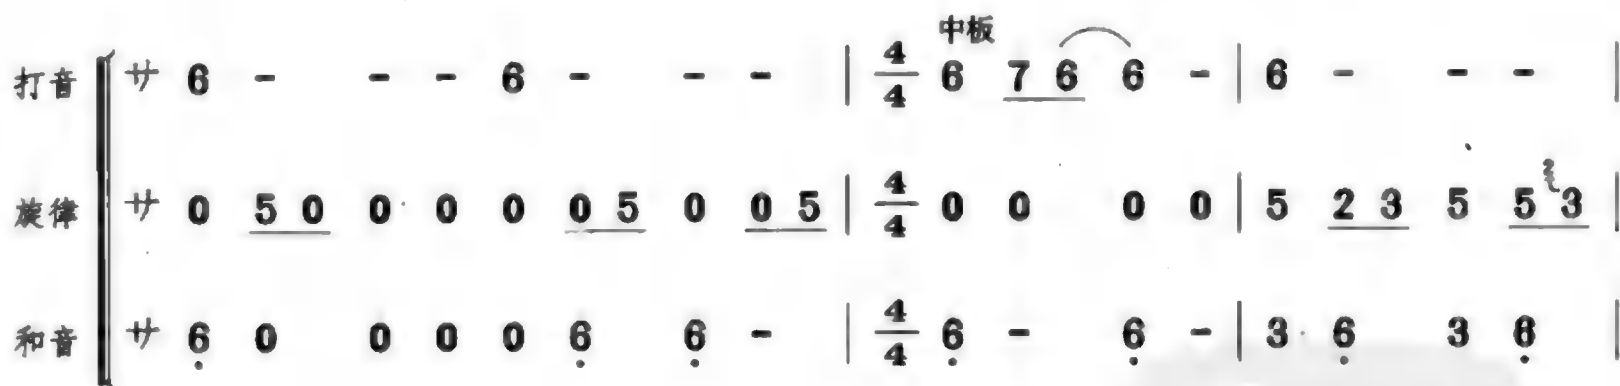 中板
打音 サ 6 - - - 6 - - - | 4/4 6 7 6 6 - | 6 - - - |
旋律 サ 0 5 0 0 0 0 0 5 0 0 5 | 4/4 0 0 0 0 | 5 2 3 5 5 2 3 |
和音 サ 6 0 0 0 0 6 6 - | 4/4 6 - 6 - | 3 6 3 6 |